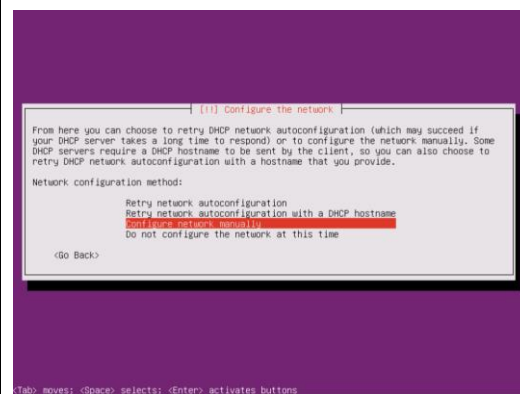 [!!] Configure the network
From here you can choose to retry DHCP network autoconfiguration (which may succeed if
your DHCP server takes a long time to respond) or to configure the network manually. Some
DHCP servers require a DHCP hostname to be sent by the client, so you can also choose to
retry DHCP network autoconfiguration with a hostname that you provide.
Network configuration method:
Retry network autoconfiguration
Retry network autoconfiguration with a DHCP hostname
Configure network manually
Do not configure the network at this time
<Go Back>
<Tab> moves; <Space> selects; <Enter> activates buttons